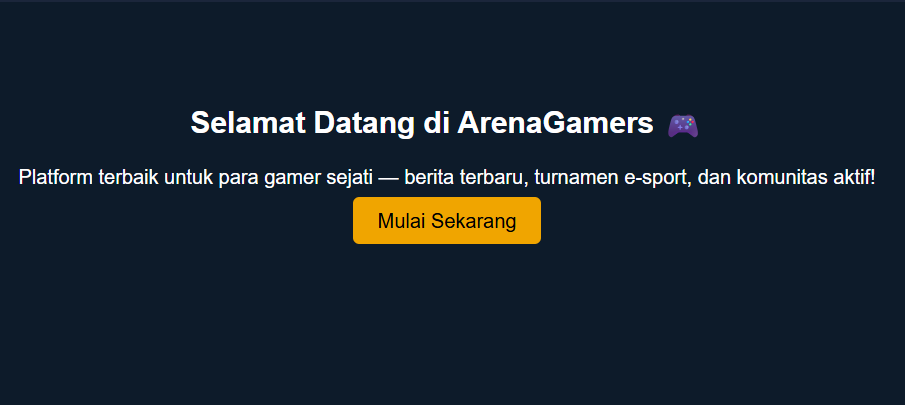 Selamat Datang di ArenaGamers 🎮
Platform terbaik untuk para gamer sejati — berita terbaru, turnamen e-sport, dan komunitas aktif!
Mulai Sekarang